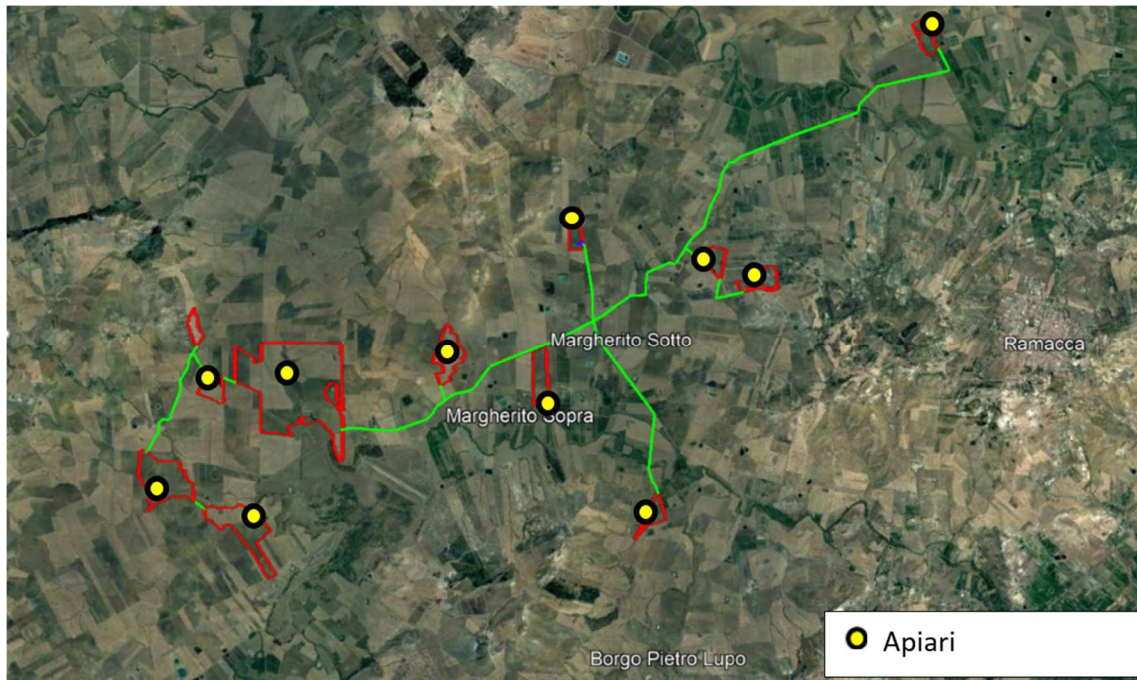 Margherito Sotto
Ramacca
Margherito Sopra
Borgo Pietro Lupo
Apiari